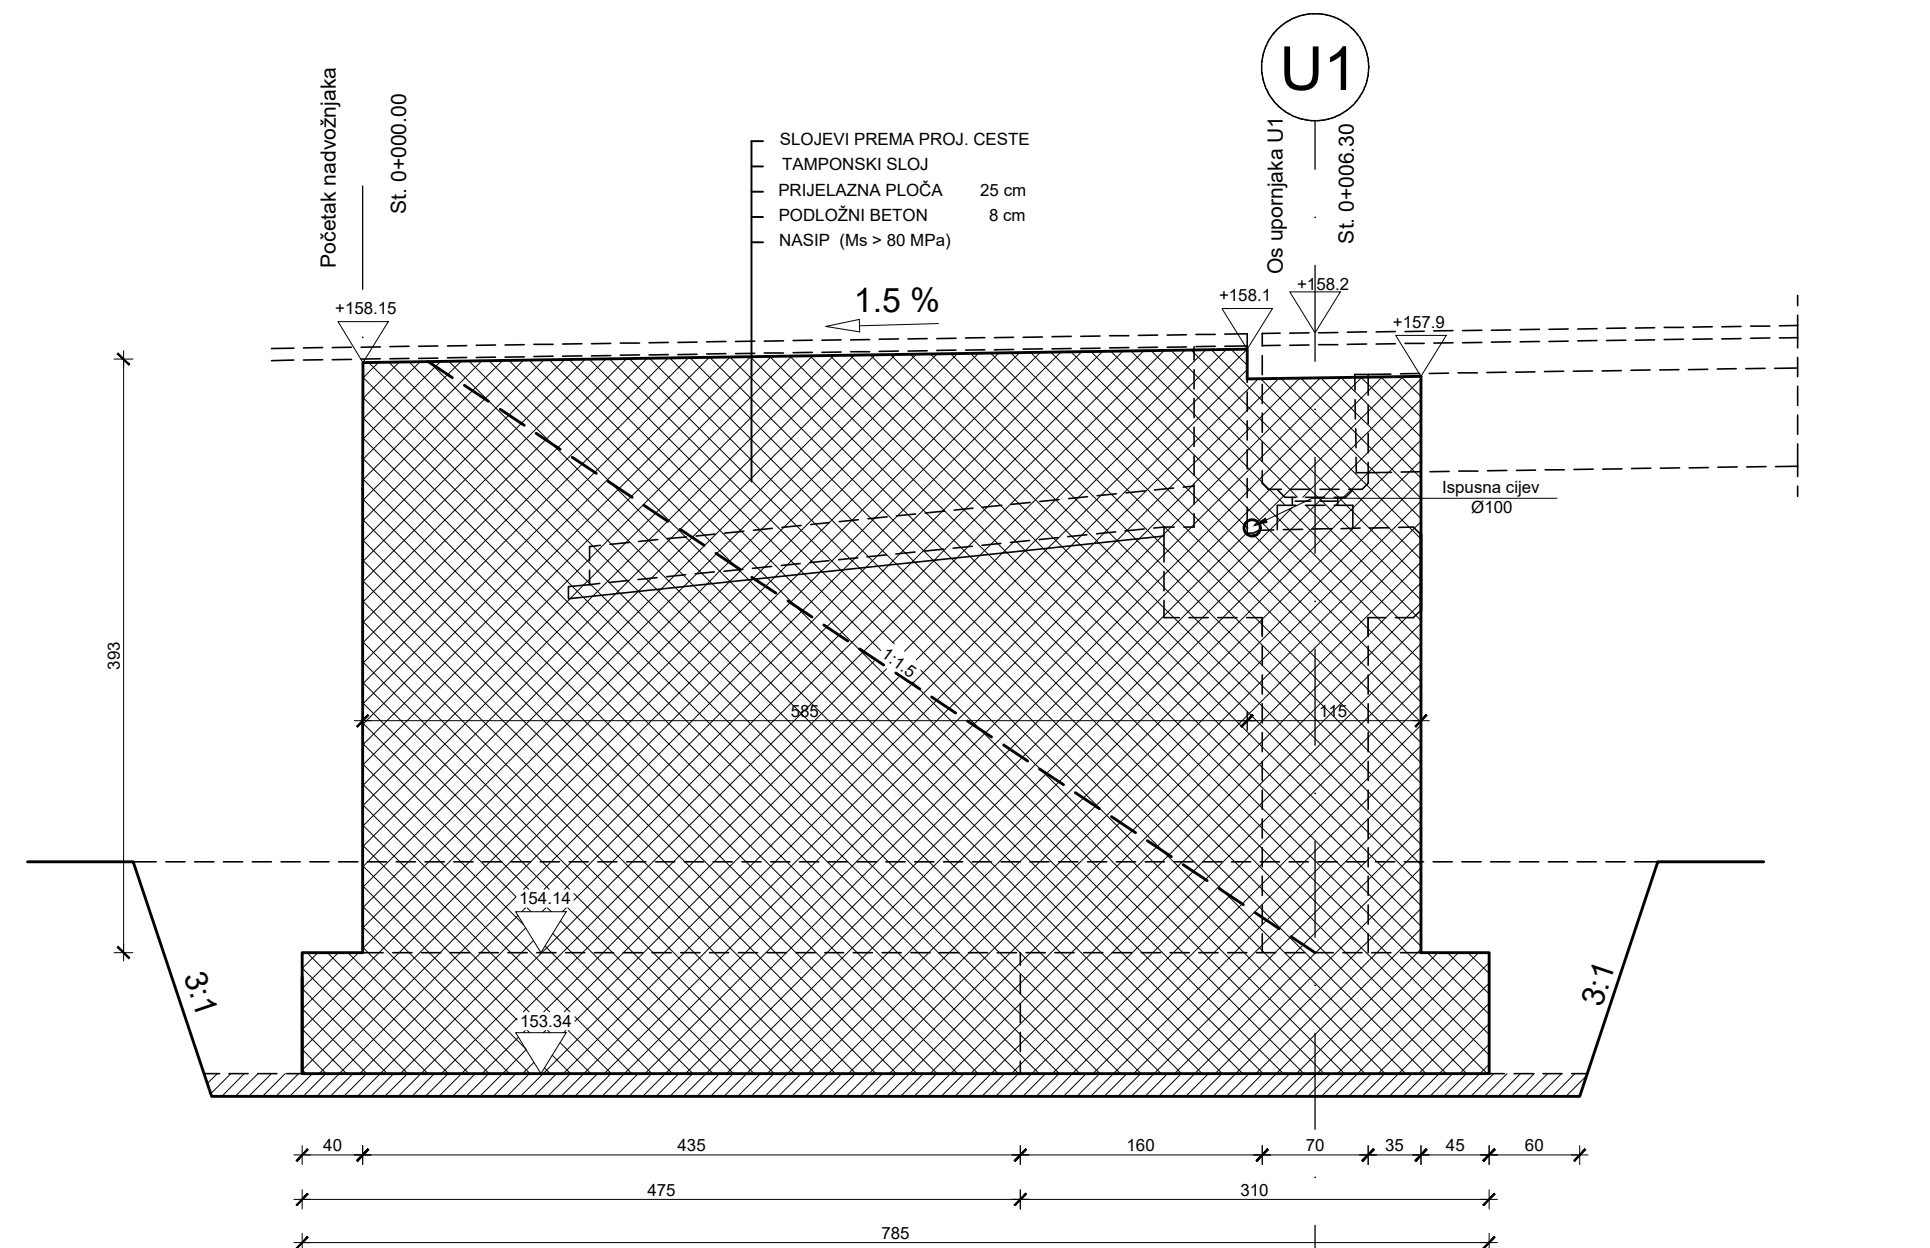 U1
Početak nadvožnjaka
St. 0+000.00
SLOJEVI PREMA PROJ. CESTE
TAMPONSKI SLOJ
PRIJELAZNA PLOČA 25 cm
PODLOŽNI BETON 8 cm
NASIP (Ms > 80 MPa)
Os upornjaka U1
St. 0+006.30
1.5 %
+158.15
+158.1
+158.2
+157.9
Ispusna cijev
Ø100
393
1:1.5
585
115
154.14
153.34
3:1
3:1
40
435
160
70
35
45
60
475
310
785